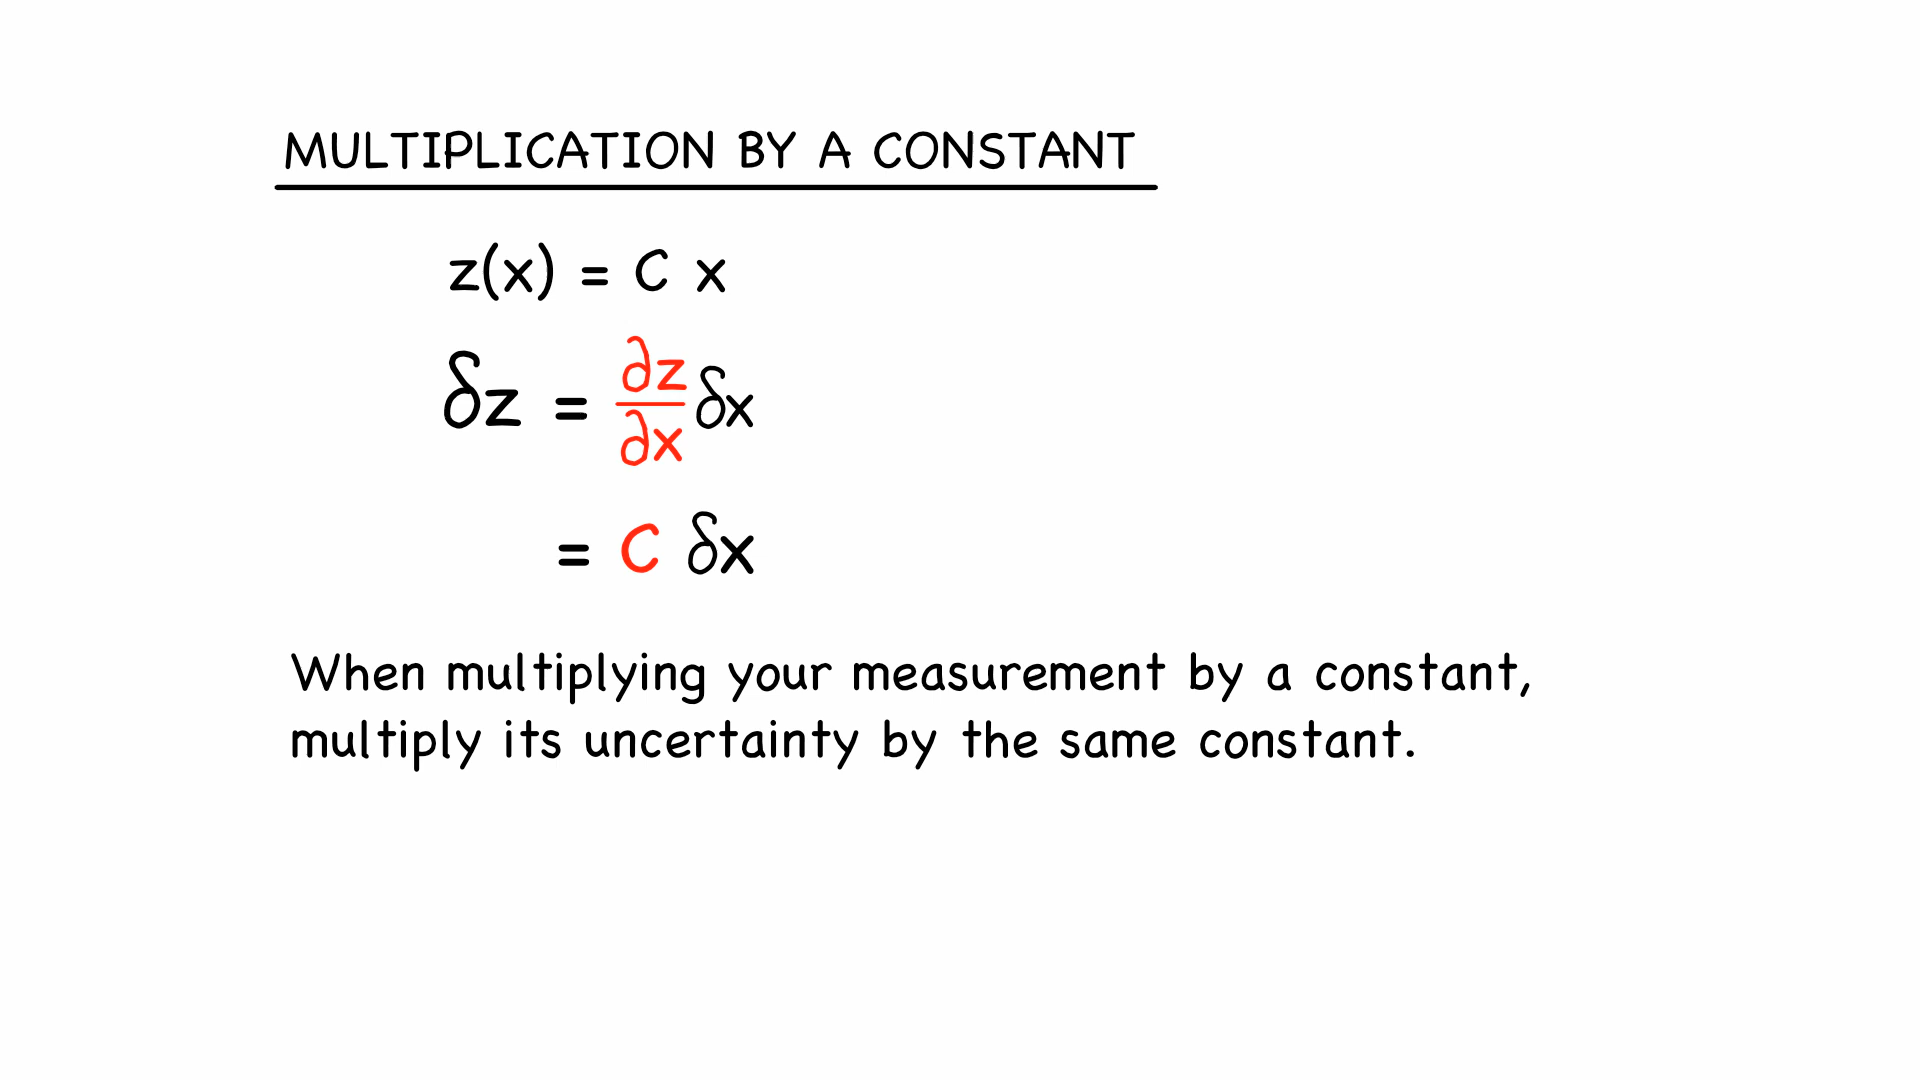 MULTIPLICATION BY A CONSTANT
z(x) = C x
δz = ∂z/∂x δx
= C δx
When multiplying your measurement by a constant,
multiply its uncertainty by the same constant.